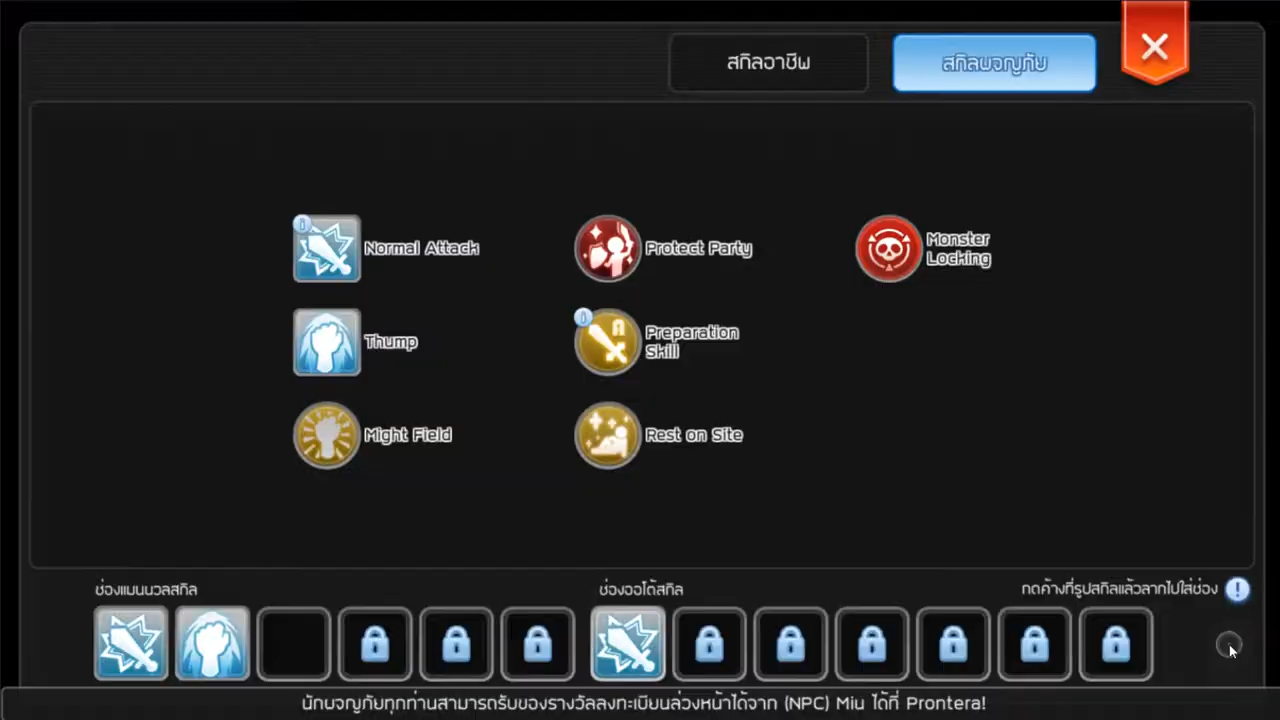 สกิลอาชีพ
สกิลผจญภัย
Normal Attack
Protect Party
Monster
Locking
Thump
Preparation
Skill
Might Field
Rest on Site
ช่องแมนนวลสกิล
ช่องออโต้สกิล
กดค้างที่รูปสกิลแล้วลากไปใส่ช่อง
นักผจญภัยทุกท่านสามารถรับของรางวัลลงทะเบียนล่วงหน้าได้จาก (NPC) Miu ได้ที่ Prontera!